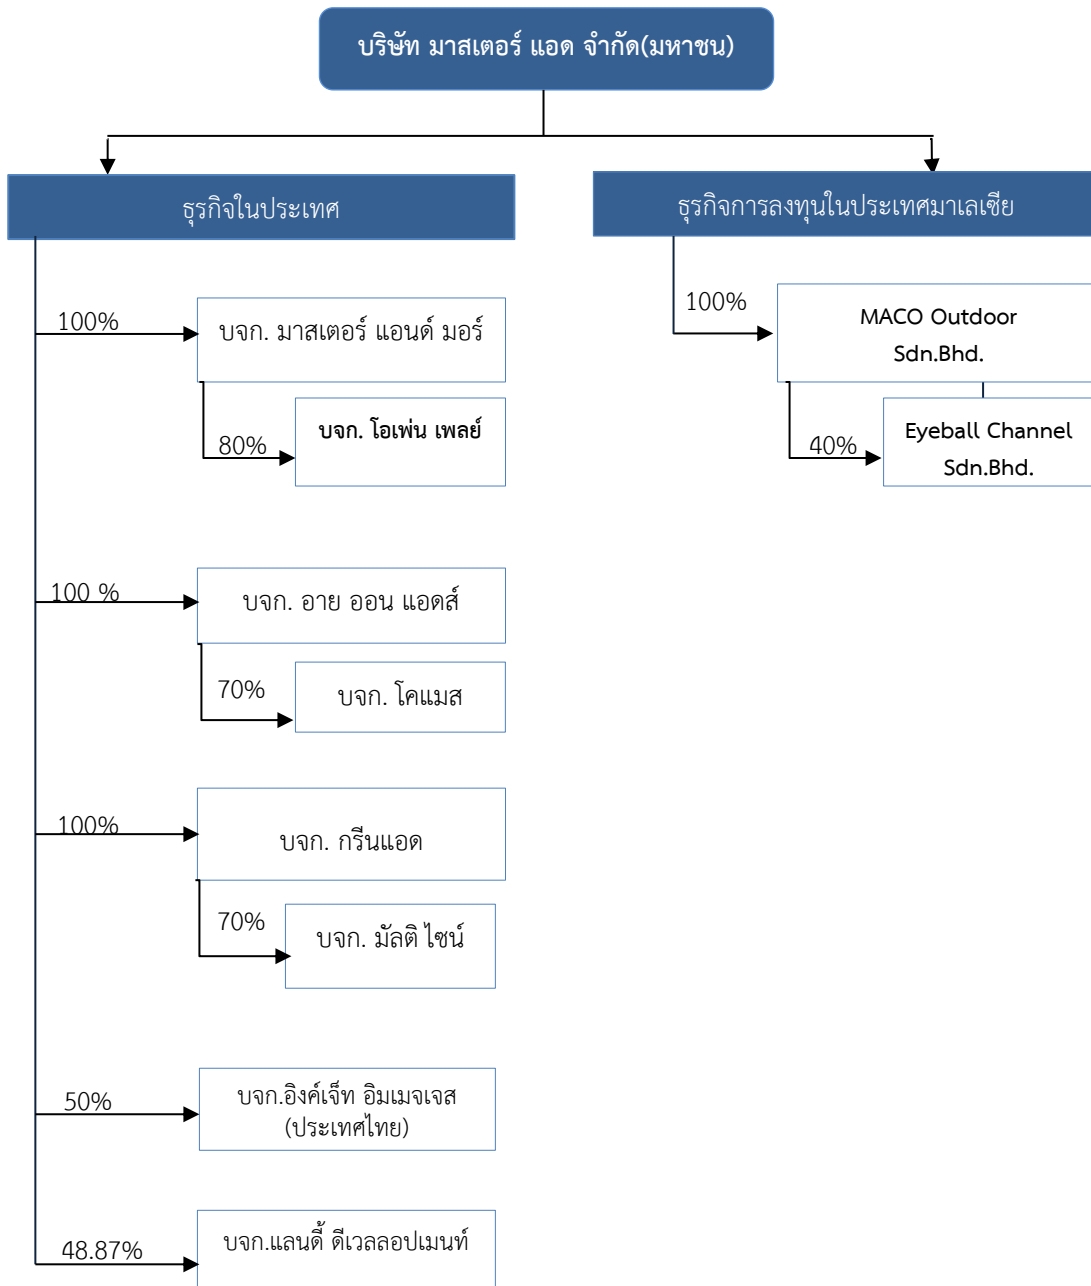 บริษัท มาสเตอร์ แอด จำกัด(มหาชน)
ธุรกิจในประเทศ
100%
บจก. มาสเตอร์ แอนด์ มอร์
80%
บจก. โอเพ่น เพลย์
100 %
บจก. อาย ออน แอดส์
70%
บจก. โคแมส
100%
บจก. กรีนแอด
70%
บจก. มัลติ ไซน์
50%
บจก.อิงค์เจ็ท อิมเมจเจส
(ประเทศไทย)
48.87%
บจก.แลนดี้ ดีเวลลอปเมนท์
ธุรกิจการลงทุนในประเทศมาเลเซีย
100%
MACO Outdoor
Sdn.Bhd.
40%
Eyeball Channel
Sdn.Bhd.